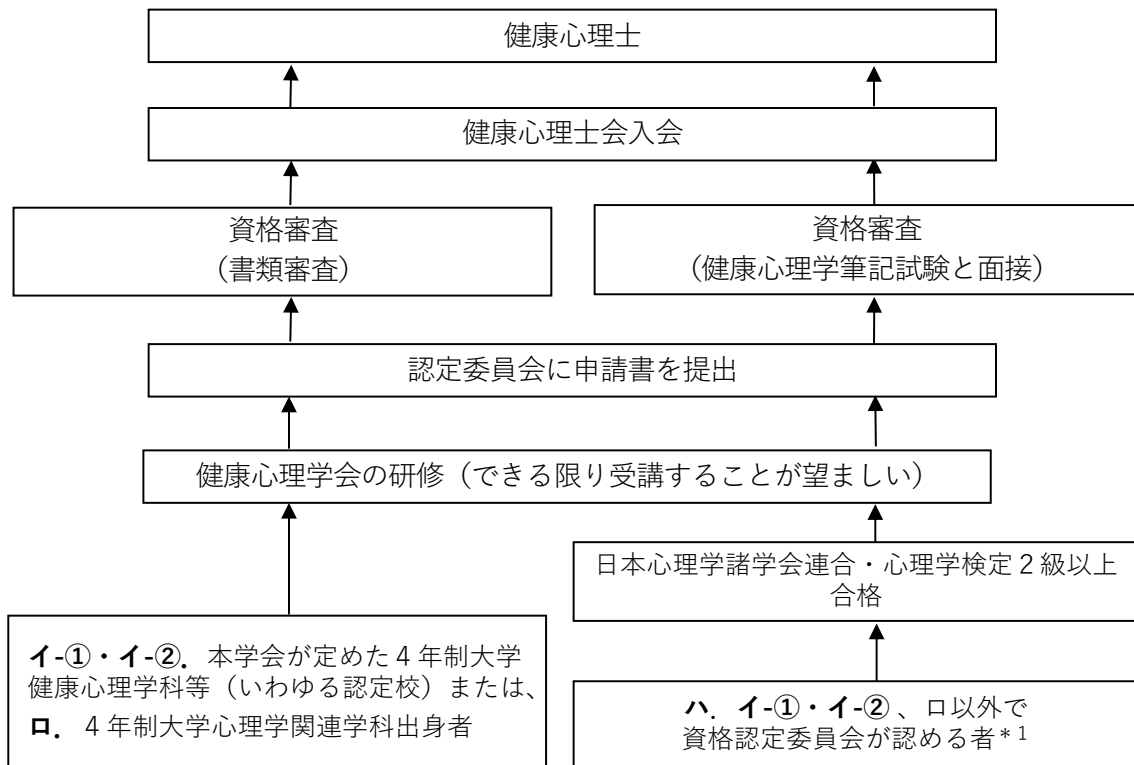 健康心理士
健康心理士会入会
資格審査
（書類審査）
資格審査
（健康心理学筆記試験と面接）
認定委員会に申請書を提出
健康心理学会の研修（できる限り受講することが望ましい）
日本心理学諸学会連合・心理学検定２級以上
合格
イ-①・イ-②．本学会が定めた４年制大学
健康心理学科等（いわゆる認定校）または、
ロ．４年制大学心理学関連学科出身者
ハ．イ-①・イ-②、ロ以外で
資格認定委員会が認める者*1